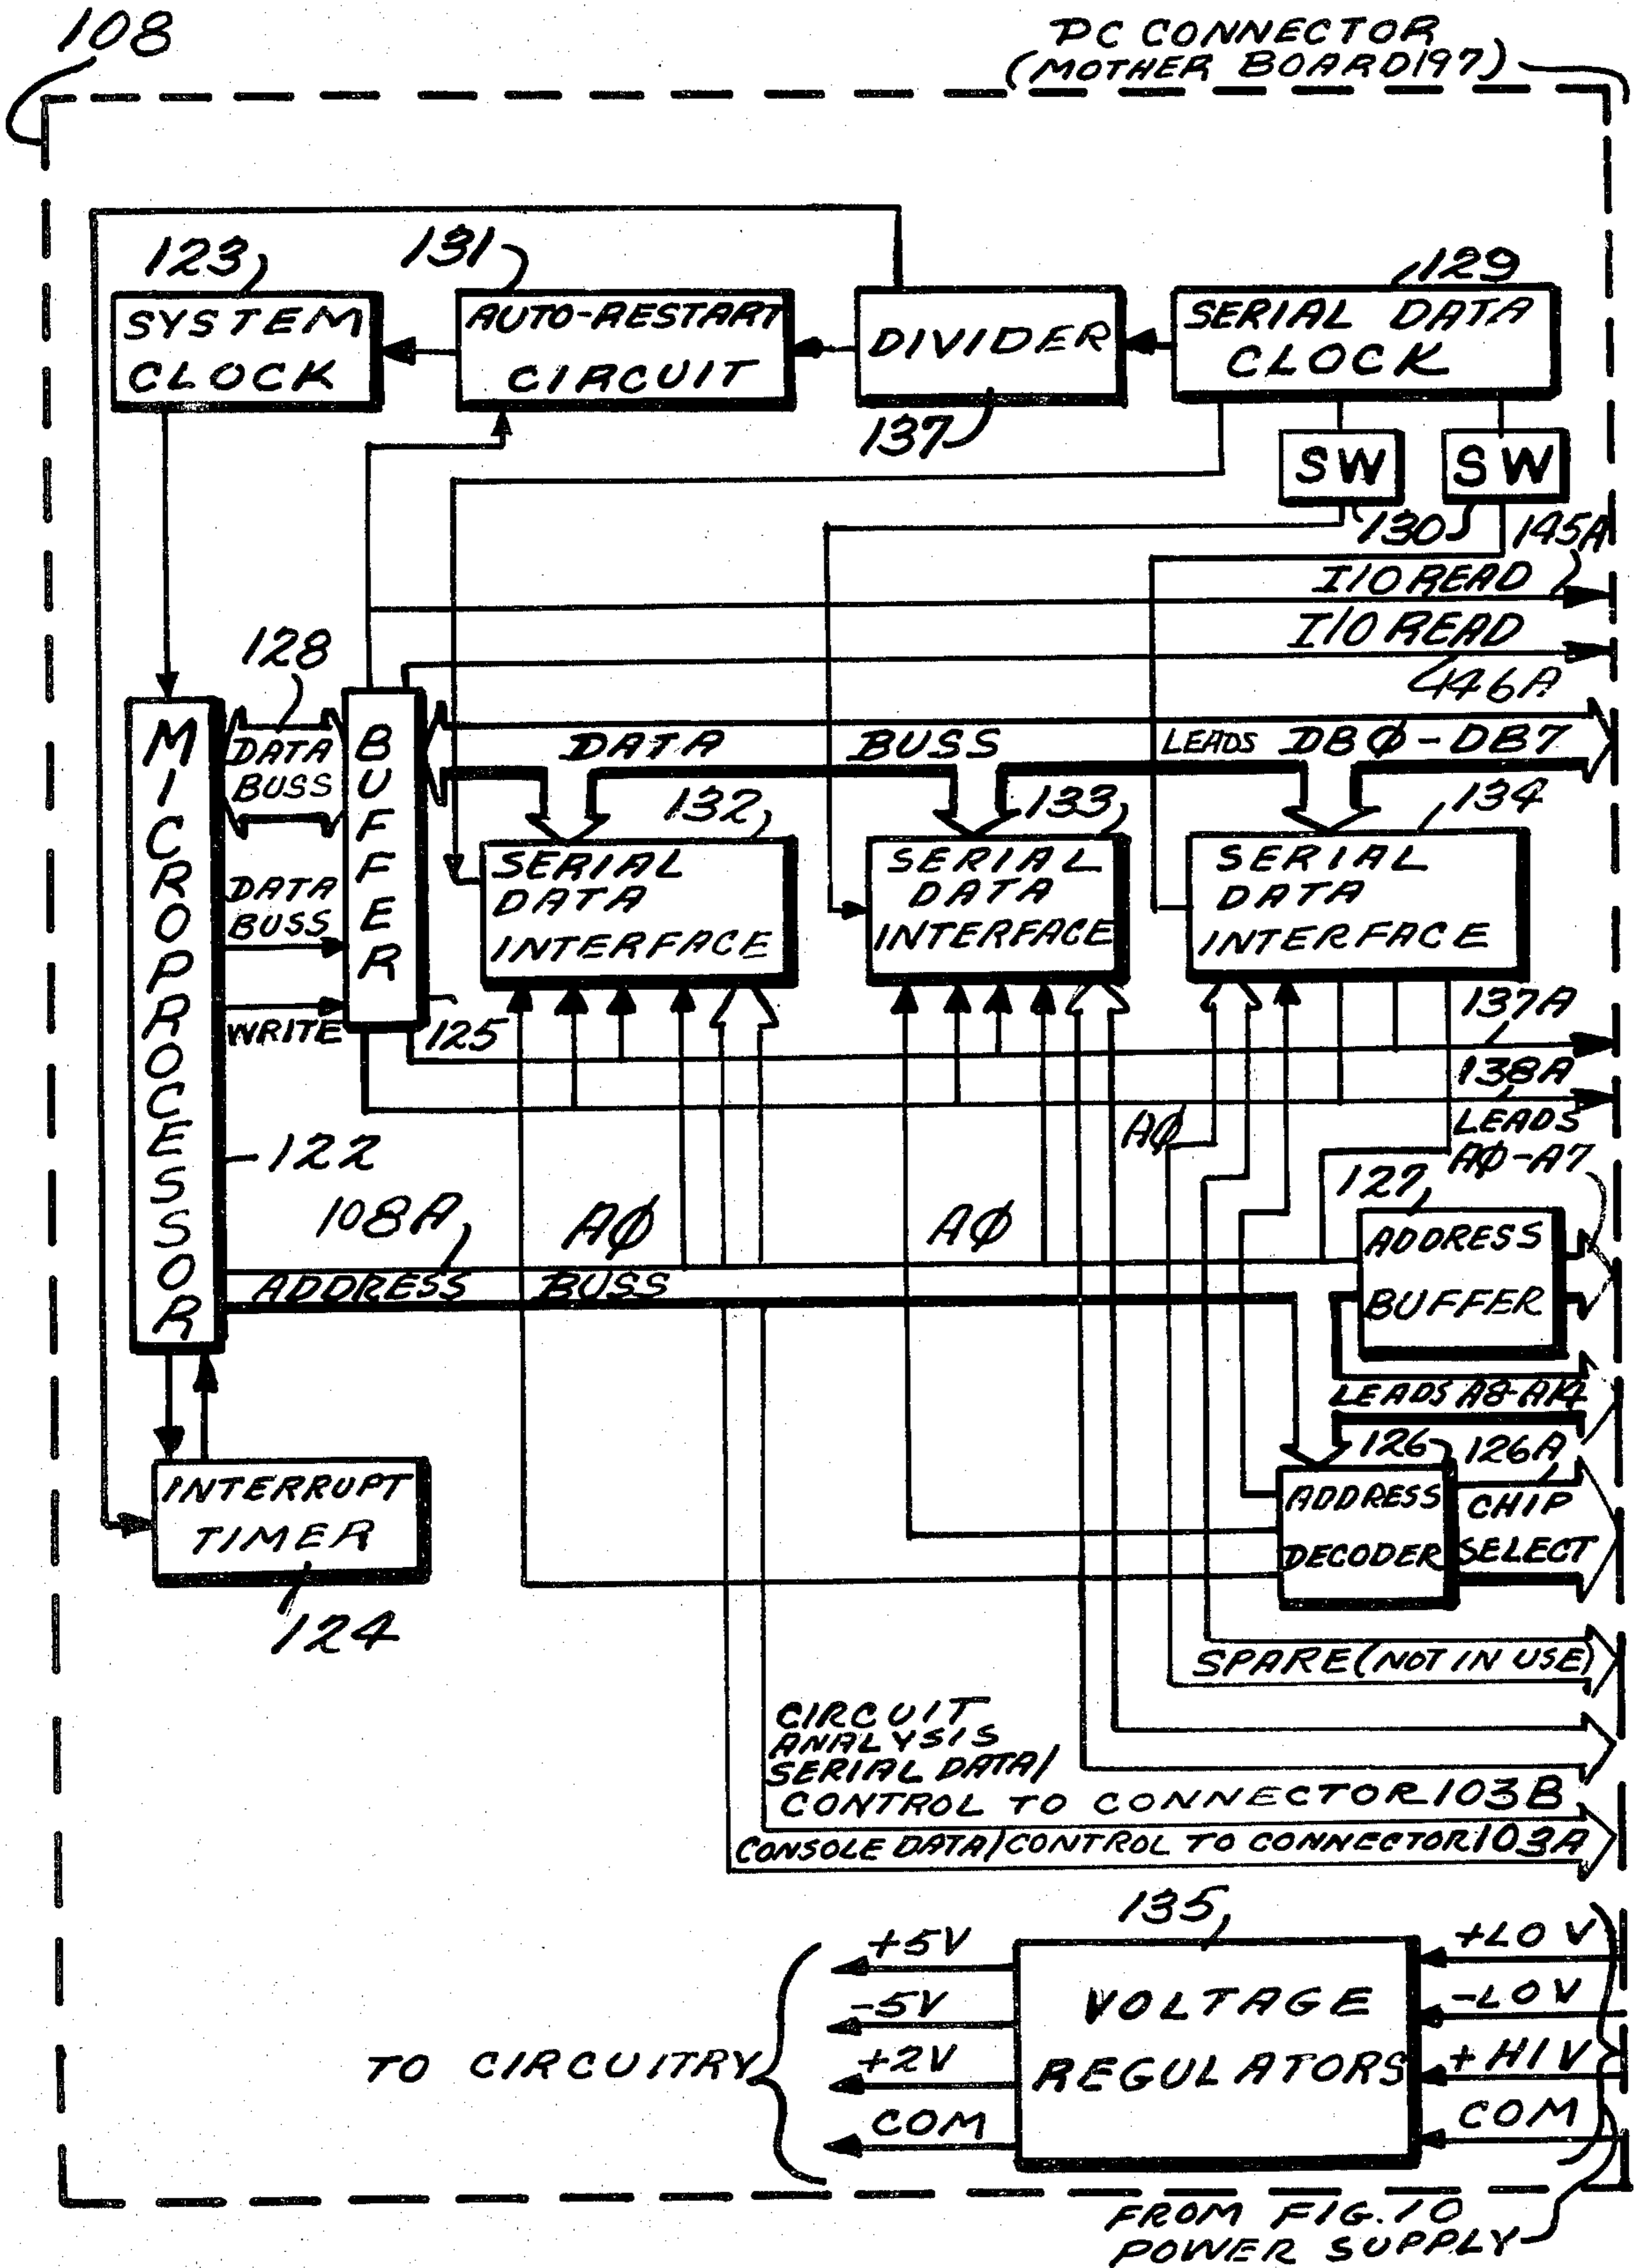 108
PC CONNECTOR
(MOTHER BOARD 197)
123
131
129
SYSTEM
CLOCK
AUTO-RESTART
CIRCUIT
DIVIDER
SERIAL DATA
CLOCK
137
SW
SW
130
145A
I/O READ
I/O READ
446A
128
MICROPROCESSOR
DATA
BUSS
BUFFER
DATA BUSS
LEADS DBØ-DB7
132
133
134
SERIAL
DATA
INTERFACE
SERIAL
DATA
INTERFACE
SERIAL
DATA
INTERFACE
DATA
BUSS
WRITE
125
137A
138A
122
AØ
LEADS
AØ-A7
127
108A
AØ
AØ
ADDRESS
BUFFER
ADDRESS BUSS
LEADS A8-A14
126
126A
INTERRUPT
TIMER
124
ADDRESS
DECODER
CHIP
SELECT
SPARE (NOT IN USE)
CIRCUIT
ANALYSIS
SERIAL DATA/
CONTROL TO CONNECTOR 103B
CONSOLE DATA/CONTROL TO CONNECTOR 103A
135
+5V
-5V
+2V
COM
TO CIRCUITRY
VOLTAGE
REGULATORS
+LOV
-LOV
+HIV
COM
FROM FIG. 10
POWER SUPPLY